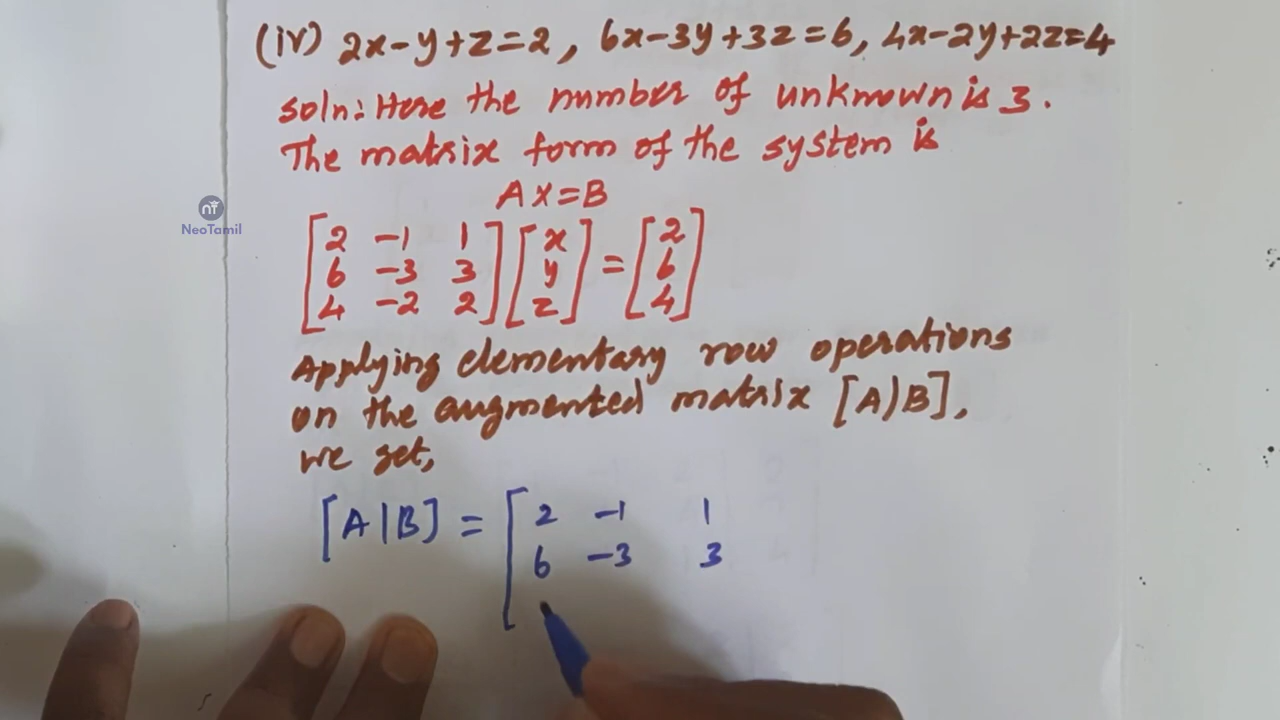 (iv) 2x-y+z=2, 6x-3y+3z=6, 4x-2y+2z=4
soln: Here the number of unknown is 3.
The matrix form of the system is
AX=B
NT
NeoTamil
[2 -1 1] [x] = [2]
[6 -3 3] [y] = [6]
[4 -2 2] [z] = [4]
Applying elementary row operations
on the augmented matrix [A|B],
we get,
[A|B] = [2 -1 1
6 -3 3